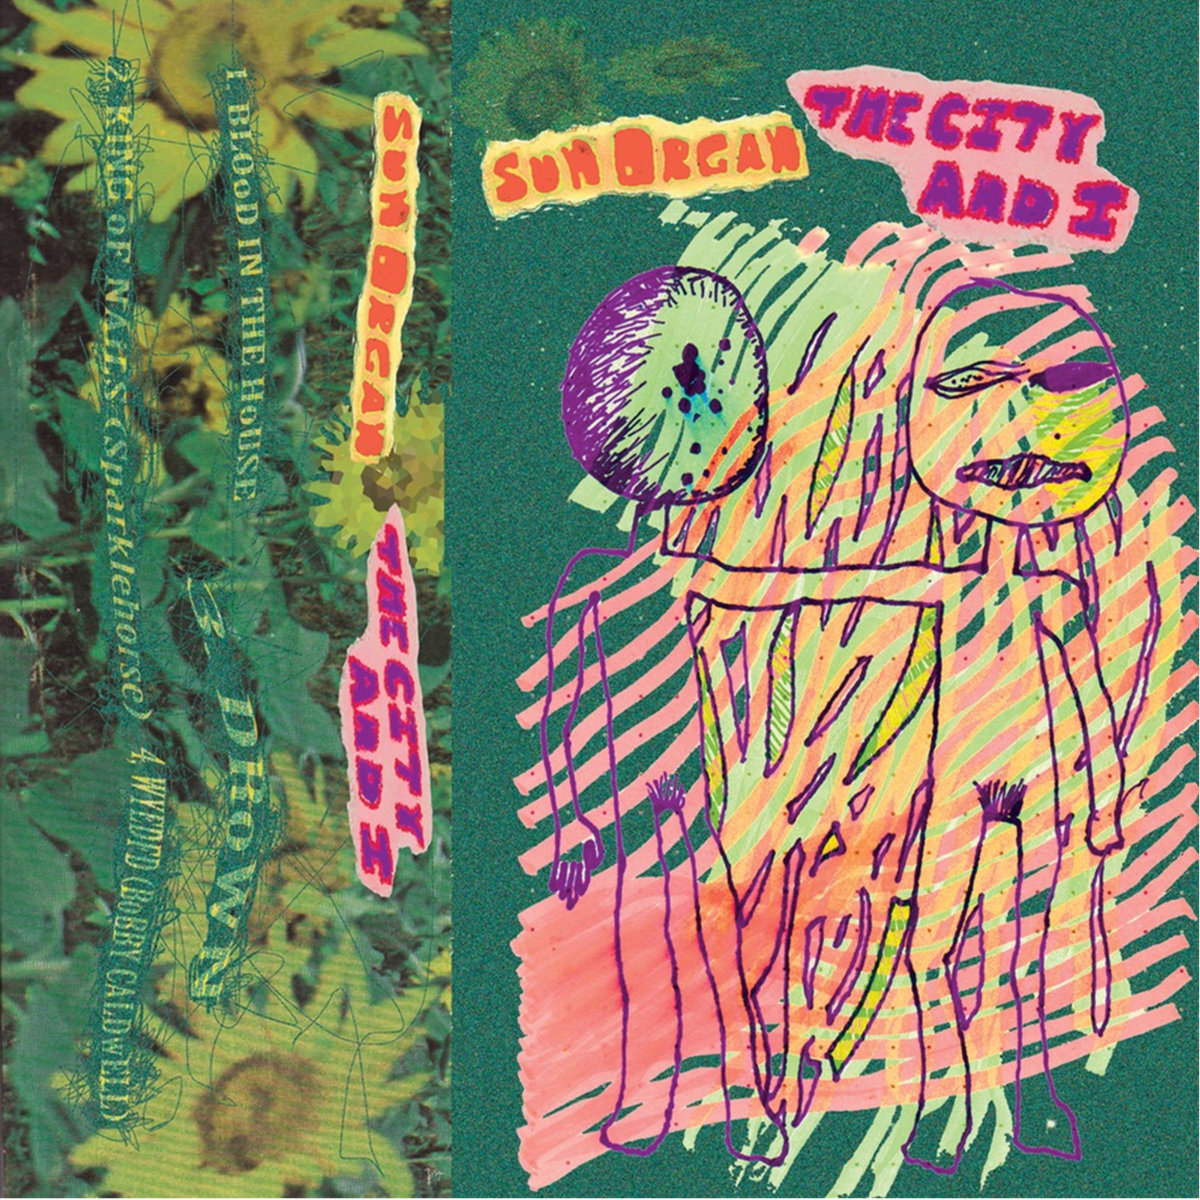 1. BlOOD IN THE HOUSE
2. KING OF NAILS (Sparklehorse)
3. DROWN
4. (BOBBY CALDWELL)
SUN ORGAN
THE CITY
AND I
SUN ORGAN
THE CITY
AND I